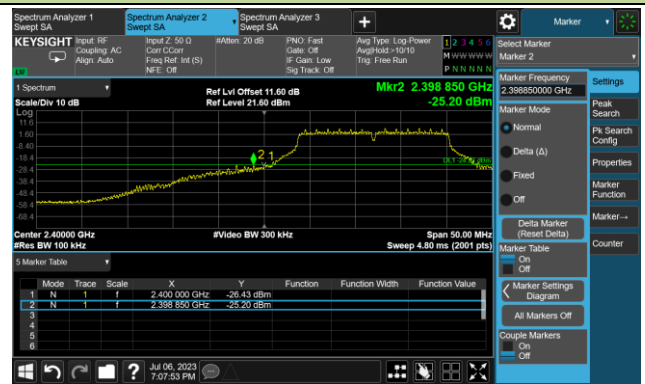 Spectrum Analyzer 1
Swept SA
Spectrum Analyzer 2
Swept SA
Spectrum Analyzer 3
Swept SA
+
Marker
KEYSIGHT
Input: RF
Coupling: AC
Align: Auto
Input Z: 50 Ω
Corr CCorr
Freq Ref: Int (S)
NFE: Off
#Atten: 20 dB
PNO: Fast
Gate: Off
IF Gain: Low
Sig Track: Off
Avg Type: Log-Power
Avg|Hold:>10/10
Trig: Free Run
1 2 3 4 5 6
M W W W W W
P N N N N N
LXI
Select Marker
Marker 2
1 Spectrum
Scale/Div 10 dB
Log
Ref Lvl Offset 11.60 dB
Ref Level 21.60 dBm
Mkr2 2.398 850 GHz
-25.20 dBm
11.6
1.60
-8.40
-18.4
-28.4
-38.4
-48.4
-58.4
-68.4
2
1
Center 2.40000 GHz
#Res BW 100 kHz
#Video BW 300 kHz
Span 50.00 MHz
Sweep 4.80 ms (2001 pts)
5 Marker Table
Mode Trace Scale X Y Function Function Width Function Value
1 N 1 f 2.400 000 GHz -26.43 dBm
2 N 1 f 2.398 850 GHz -25.20 dBm
3
4
5
6
Jul 06, 2023
7:07:53 PM
?
Marker Frequency
2.398850000 GHz
Marker Mode
Normal
Delta (Δ)
Fixed
Off
Delta Marker
(Reset Delta)
Marker Table
On
Off
Marker Settings
Diagram
All Markers Off
Couple Markers
On
Off
Settings
Peak
Search
Pk Search
Config
Properties
Marker
Function
Marker→
Counter